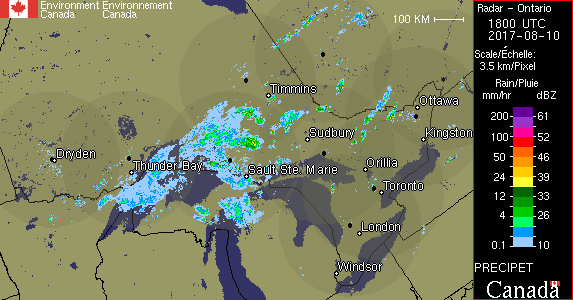 Environment Environnement
Canada Canada
100 KM
Timmins
Ottawa
Sudbury
Kingston
Dryden
Thunder Bay
Sault Ste. Marie
Orillia
Toronto
London
Windsor
Radar - Ontario
1800 UTC
2017-08-10
Scale/Échelle:
3.5 km/Pixel
Rain/Pluie
mm/hr dBZ
200 61
100 52
50 46
24 39
12 33
4 26
0.1 10
PRECIPET
Canada